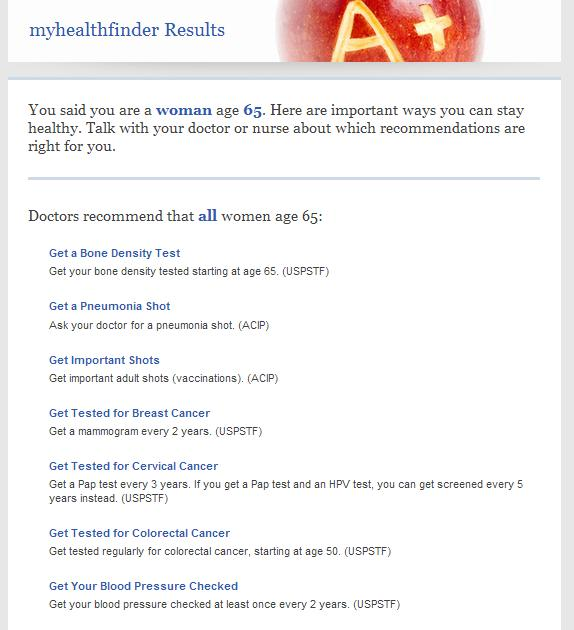 myhealthfinder Results
A+
You said you are a woman age 65. Here are important ways you can stay
healthy. Talk with your doctor or nurse about which recommendations are
right for you.
Doctors recommend that all women age 65:
Get a Bone Density Test
Get your bone density tested starting at age 65. (USPSTF)
Get a Pneumonia Shot
Ask your doctor for a pneumonia shot. (ACIP)
Get Important Shots
Get important adult shots (vaccinations). (ACIP)
Get Tested for Breast Cancer
Get a mammogram every 2 years. (USPSTF)
Get Tested for Cervical Cancer
Get a Pap test every 3 years. If you get a Pap test and an HPV test, you can get screened every 5
years instead. (USPSTF)
Get Tested for Colorectal Cancer
Get tested regularly for colorectal cancer, starting at age 50. (USPSTF)
Get Your Blood Pressure Checked
Get your blood pressure checked at least once every 2 years. (USPSTF)